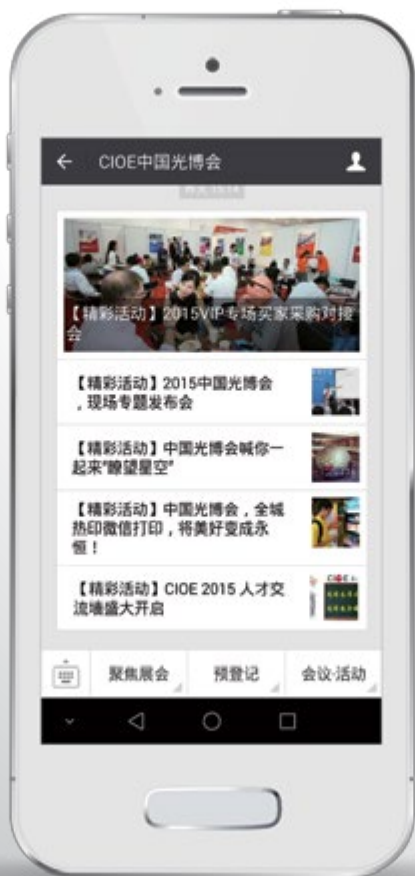 CIOE中国光博会
【精彩活动】2015VIP专场买家采购对接
会
【精彩活动】2015中国光博会
，现场专题发布会
【精彩活动】中国光博会喊你一
起来"瞭望星空"
【精彩活动】中国光博会，全城
热印微信打印，将美好变成永
恒！
【精彩活动】CIOE 2015 人才交
流墙盛大开启
CIOE
聚焦展会
预登记
会议·活动